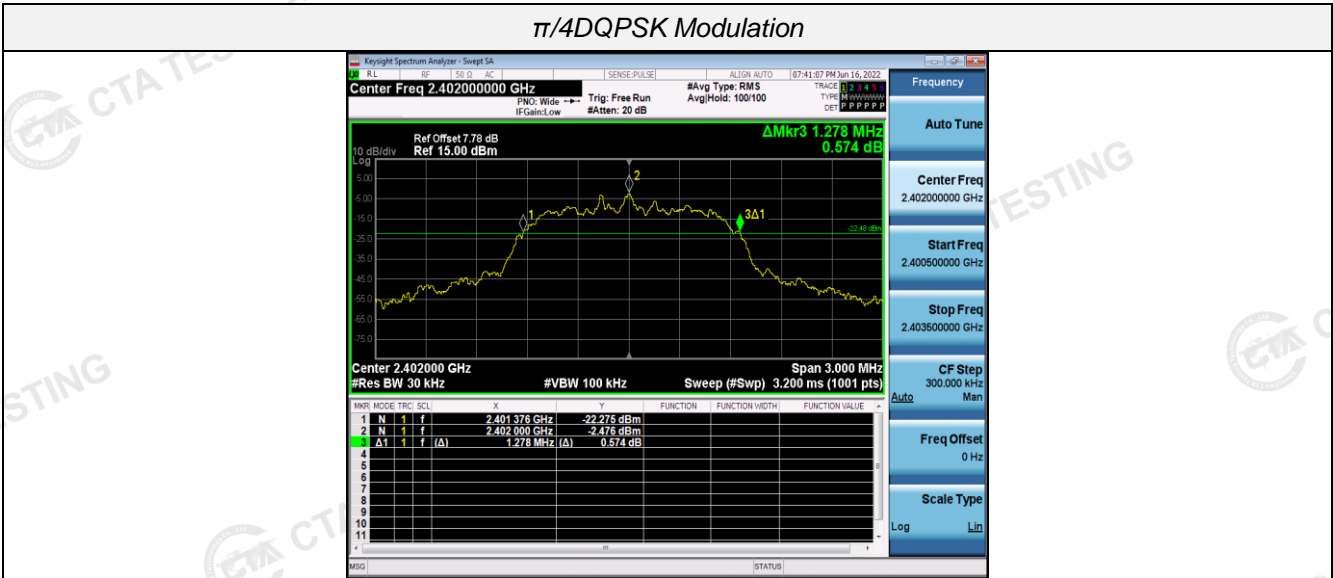 π/4DQPSK Modulation
Keysight Spectrum Analyzer - Swept SA
RL RF 50 Ω AC SENSE:PULSE ALIGN AUTO 07:41:07 PM Jun 16, 2022
Center Freq 2.402000000 GHz
PNO: Wide
IFGain:Low
Trig: Free Run
#Atten: 20 dB
#Avg Type: RMS
Avg|Hold: 100/100
TRACE 1 2 3 4 5 6
TYPE M WWWWW
DET P P P P P P
Ref Offset 7.78 dB
10 dB/div Ref 15.00 dBm
Log
ΔMkr3 1.278 MHz
0.574 dB
5.00
-5.00
-15.0
-25.0
-35.0
-45.0
-55.0
-65.0
-75.0
1
2
3Δ1
-22.48 dBm
Center 2.402000 GHz Span 3.000 MHz
#Res BW 30 kHz #VBW 100 kHz Sweep (#Swp) 3.200 ms (1001 pts)
MKR MODE TRC SCL X Y FUNCTION FUNCTION WIDTH FUNCTION VALUE
1 N 1 f 2.401 376 GHz -22.275 dBm
2 N 1 f 2.402 000 GHz -2.476 dBm
3 Δ1 1 f (Δ) 1.278 MHz (Δ) 0.574 dB
4
5
6
7
8
9
10
11
MSG STATUS
Frequency
Auto Tune
Center Freq
2.402000000 GHz
Start Freq
2.400500000 GHz
Stop Freq
2.403500000 GHz
CF Step
300.000 kHz
Auto Man
Freq Offset
0 Hz
Scale Type
Log Lin
CTA TES
TESTING
STING
CTA
C